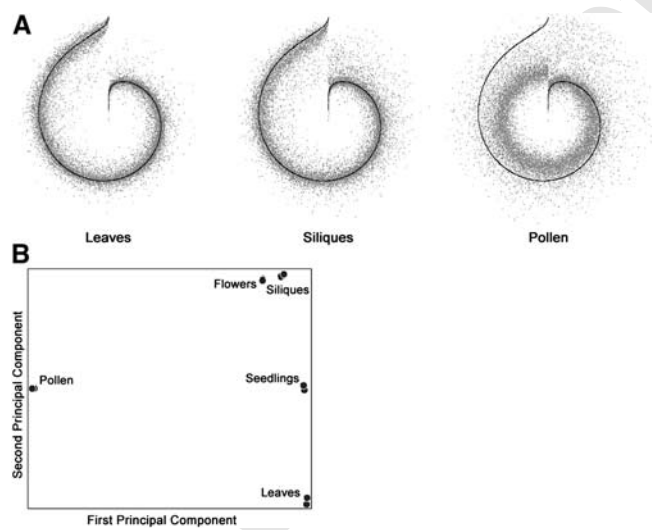 A
Leaves
Siliques
Pollen
B
Flowers
Siliques
Pollen
Seedlings
Leaves
Second Principal Component
First Principal Component